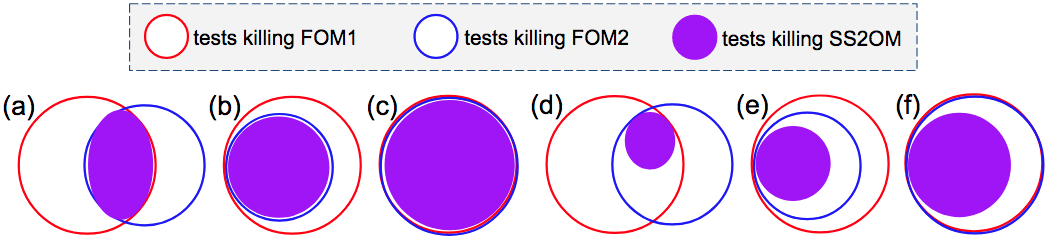 tests killing FOM1 tests killing FOM2 tests killing SS2OM
(a) (b) (c) (d) (e) (f)